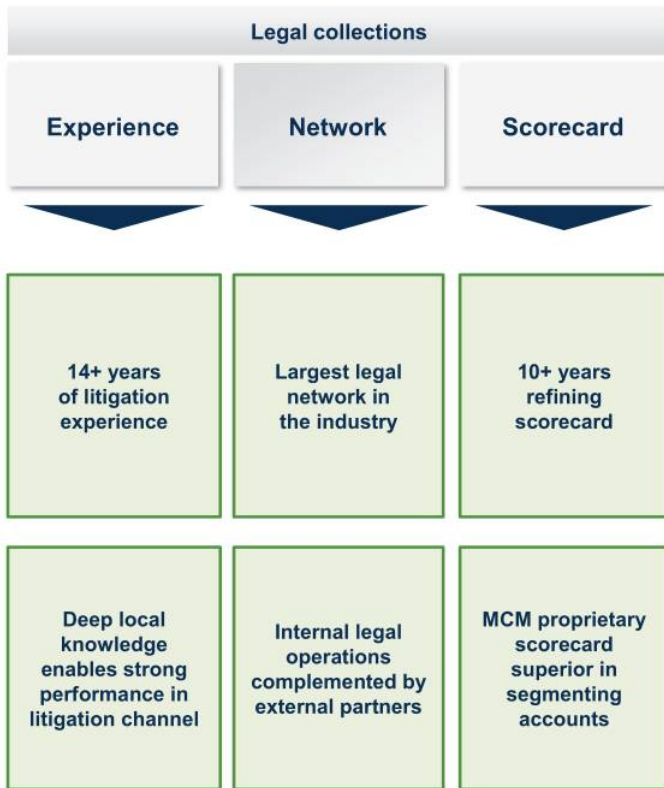 Legal collections
Experience
Network
Scorecard
14+ years
of litigation
experience
Largest legal
network in
the industry
10+ years
refining
scorecard
Deep local
knowledge
enables strong
performance in
litigation channel
Internal legal
operations
complemented by
external partners
MCM proprietary
scorecard
superior in
segmenting
accounts